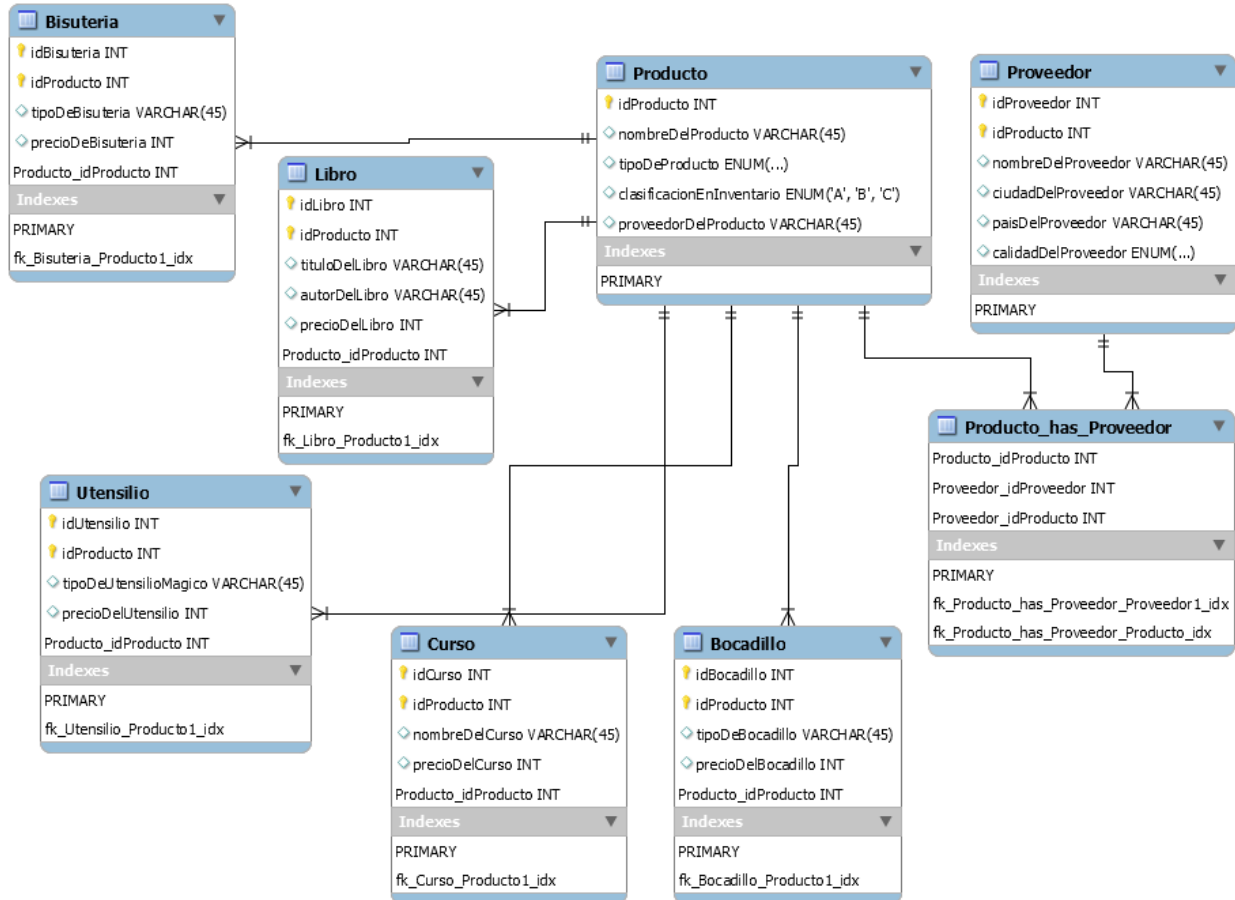 Bisuteria
idBisuteria INT
idProducto INT
tipoDeBisuteria VARCHAR(45)
precioDeBisuteria INT
Producto_idProducto INT
Indexes
PRIMARY
fk_Bisuteria_Producto1_idx
Libro
idLibro INT
idProducto INT
tituloDelLibro VARCHAR(45)
autorDelLibro VARCHAR(45)
precioDelLibro INT
Producto_idProducto INT
Indexes
PRIMARY
fk_Libro_Producto1_idx
Producto
idProducto INT
nombreDelProducto VARCHAR(45)
tipoDeProducto ENUM(...)
clasificacionEnInventario ENUM('A', 'B', 'C')
proveedorDelProducto VARCHAR(45)
Indexes
PRIMARY
Proveedor
idProveedor INT
idProducto INT
nombreDelProveedor VARCHAR(45)
ciudadDelProveedor VARCHAR(45)
paisDelProveedor VARCHAR(45)
calidadDelProveedor ENUM(...)
Indexes
PRIMARY
Producto_has_Proveedor
Producto_idProducto INT
Proveedor_idProveedor INT
Proveedor_idProducto INT
Indexes
PRIMARY
fk_Producto_has_Proveedor_Proveedor1_idx
fk_Producto_has_Proveedor_Producto_idx
Utensilio
idUtensilio INT
idProducto INT
tipoDeUtensilioMagico VARCHAR(45)
precioDelUtensilio INT
Producto_idProducto INT
Indexes
PRIMARY
fk_Utensilio_Producto1_idx
Curso
idCurso INT
idProducto INT
nombreDelCurso VARCHAR(45)
precioDelCurso INT
Producto_idProducto INT
Indexes
PRIMARY
fk_Curso_Producto1_idx
Bocadillo
idBocadillo INT
idProducto INT
tipoDeBocadillo VARCHAR(45)
precioDelBocadillo INT
Producto_idProducto INT
Indexes
PRIMARY
fk_Bocadillo_Producto1_idx